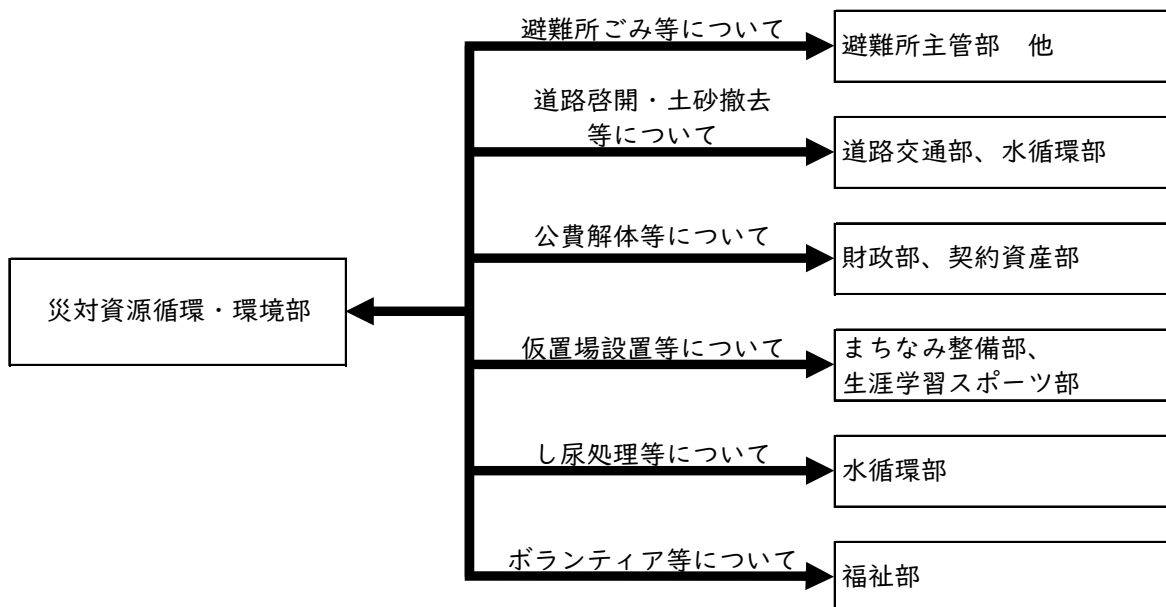 避難所ごみ等について
避難所主管部　他
道路啓開・土砂撤去
等について
道路交通部、水循環部
公費解体等について
財政部、契約資産部
災対資源循環・環境部
仮置場設置等について
まちなみ整備部、
生涯学習スポーツ部
し尿処理等について
水循環部
ボランティア等について
福祉部